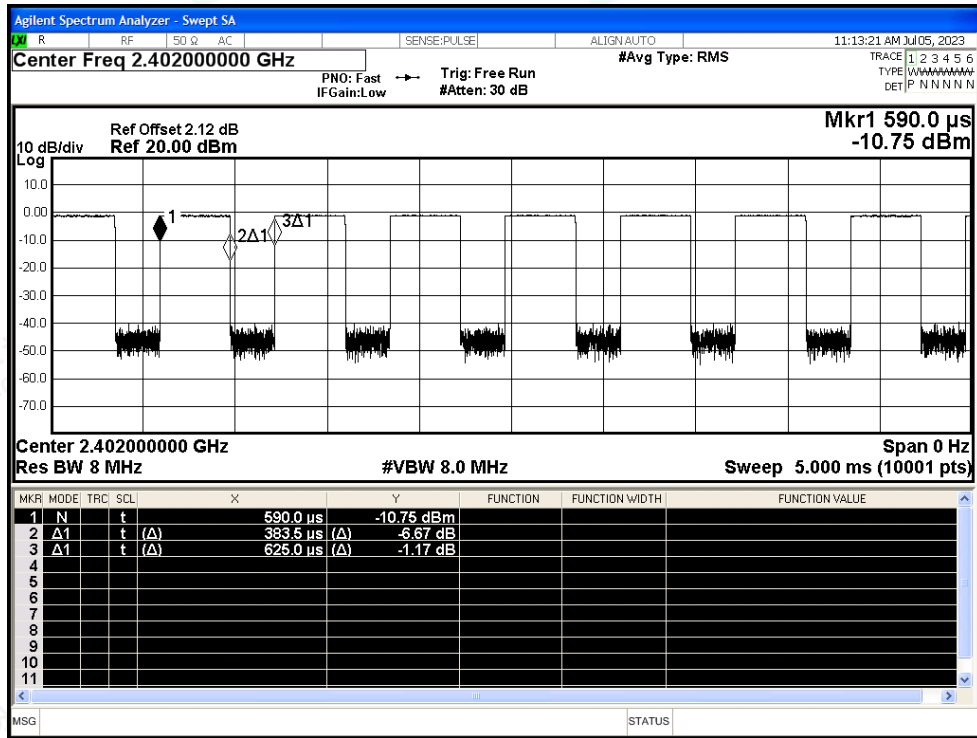 Agilent Spectrum Analyzer - Swept SA
LXI R RF 50 Ω AC SENSE:PULSE ALIGN AUTO 11:13:21 AM Jul 05, 2023
Center Freq 2.402000000 GHz
PNO: Fast
IFGain:Low
Trig: Free Run
#Atten: 30 dB
#Avg Type: RMS
TRACE 1 2 3 4 5 6
TYPE
DET P N N N N N
Mkr1 590.0 µs
-10.75 dBm
Ref Offset 2.12 dB
10 dB/div Ref 20.00 dBm
Log
10.0
0.00
-10.0
-20.0
-30.0
-40.0
-50.0
-60.0
-70.0
1
2Δ1
3Δ1
Center 2.402000000 GHz Span 0 Hz
Res BW 8 MHz #VBW 8.0 MHz Sweep 5.000 ms (10001 pts)
MKR MODE TRC SCL X Y FUNCTION FUNCTION WIDTH FUNCTION VALUE
1 N t 590.0 µs -10.75 dBm
2 Δ1 t (Δ) 383.5 µs (Δ) -6.67 dB
3 Δ1 t (Δ) 625.0 µs (Δ) -1.17 dB
4
5
6
7
8
9
10
11
MSG STATUS